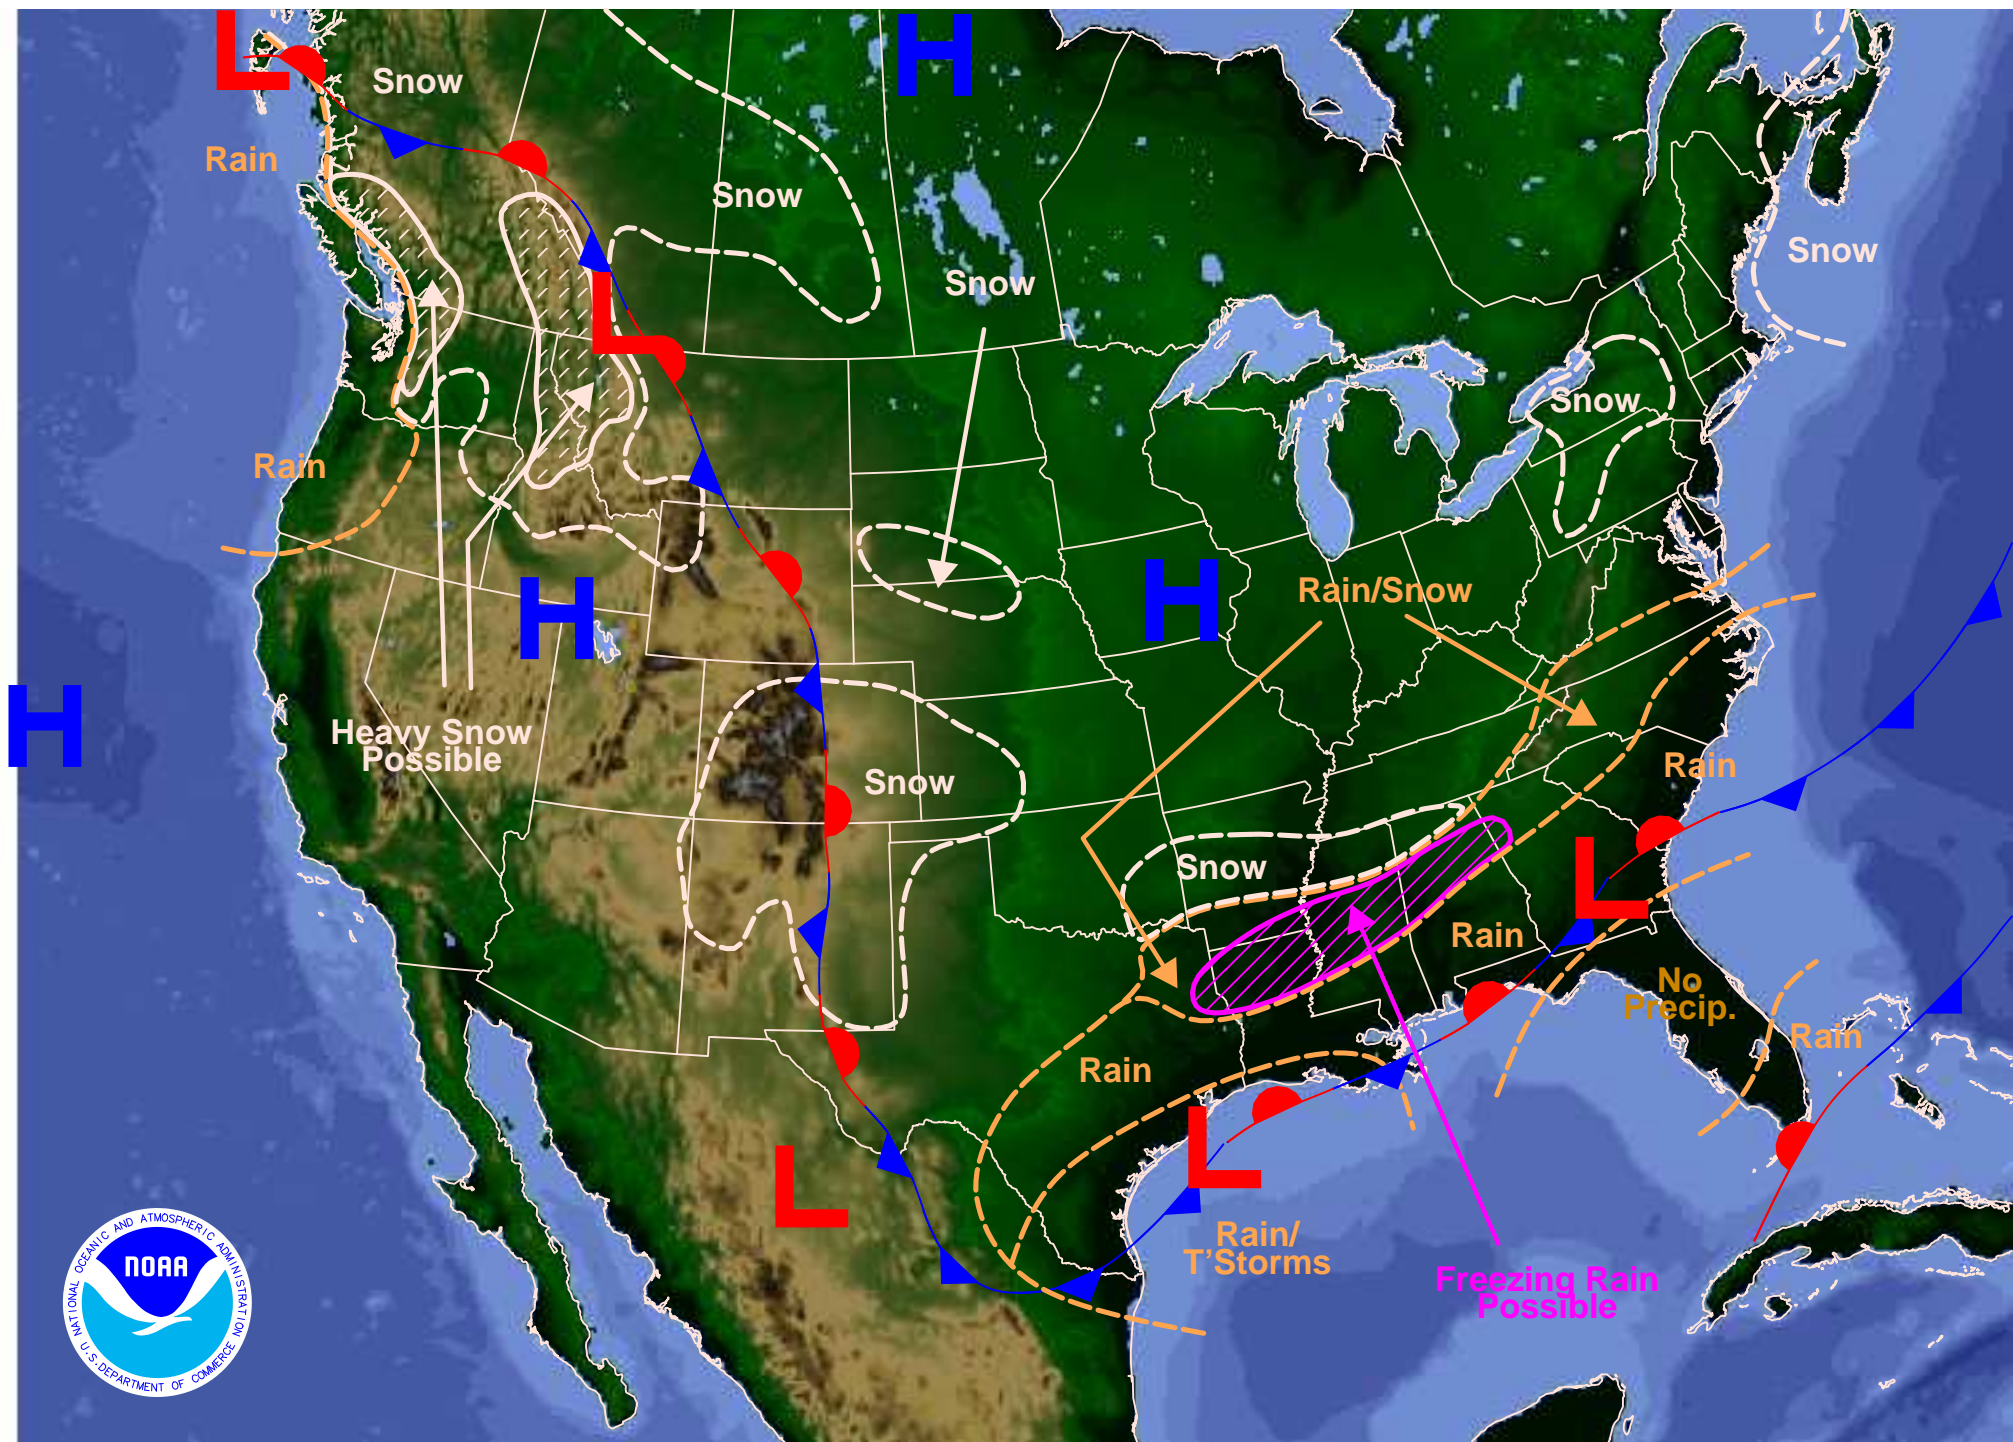 L
H
Snow
Rain
Snow
Snow
Snow
L
Snow
Rain
H
H
Rain/Snow
H
Heavy Snow
Possible
Snow
Rain
Snow
L
Rain
No
Precip.
Rain
Rain
L
L
Rain/
T'Storms
Freezing Rain
Possible
NATIONAL OCEANIC AND ATMOSPHERIC ADMINISTRATION
NOAA
U.S. DEPARTMENT OF COMMERCE